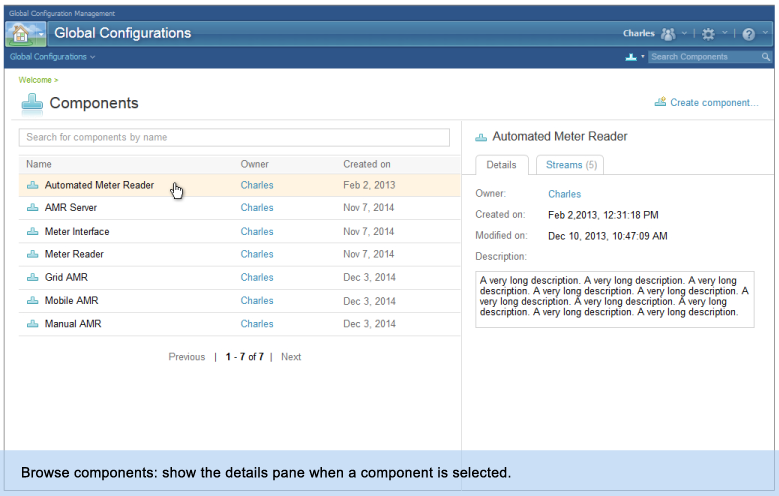 Global Configuration Management
Global Configurations
Charles
Global Configurations
Search Components
Welcome >
Components
Create component...
Search for components by name
Name Owner Created on
Automated Meter Reader Charles Feb 2, 2013
AMR Server Charles Nov 7, 2014
Meter Interface Charles Nov 7, 2014
Meter Reader Charles Nov 7, 2014
Grid AMR Charles Dec 3, 2014
Mobile AMR Charles Dec 3, 2014
Manual AMR Charles Dec 3, 2014
Previous | 1 - 7 of 7 | Next
Automated Meter Reader
Details Streams (5)
Owner: Charles
Created on: Feb 2,2013, 12:31:18 PM
Modified on: Dec 10, 2013, 10:47:09 AM
Description:
A very long description. A very long description. A very long
description. A very long description. A very long description. A
very long description. A very long description. A very long
description. A very long description. A very long description.
Browse components: show the details pane when a component is selected.